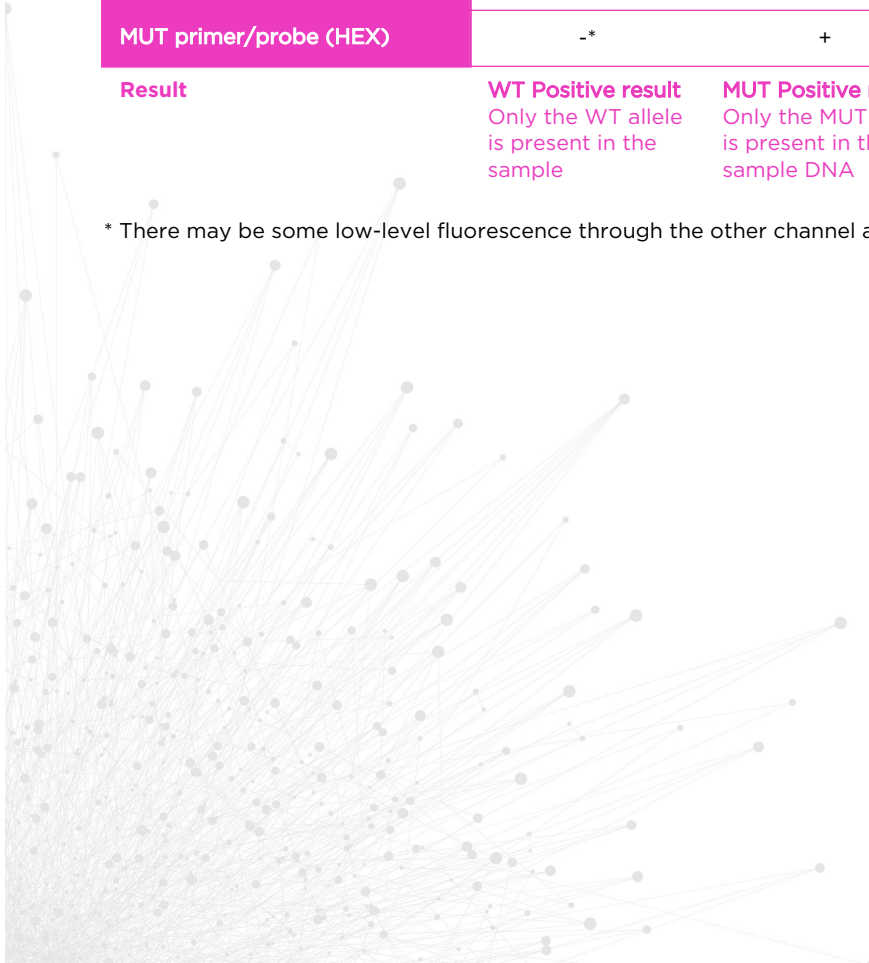 MUT primer/probe (HEX) -* +
Result WT Positive result MUT Positive
Only the WT allele Only the MUT
is present in the is present in
sample sample DNA
* There may be some low-level fluorescence through the other channel